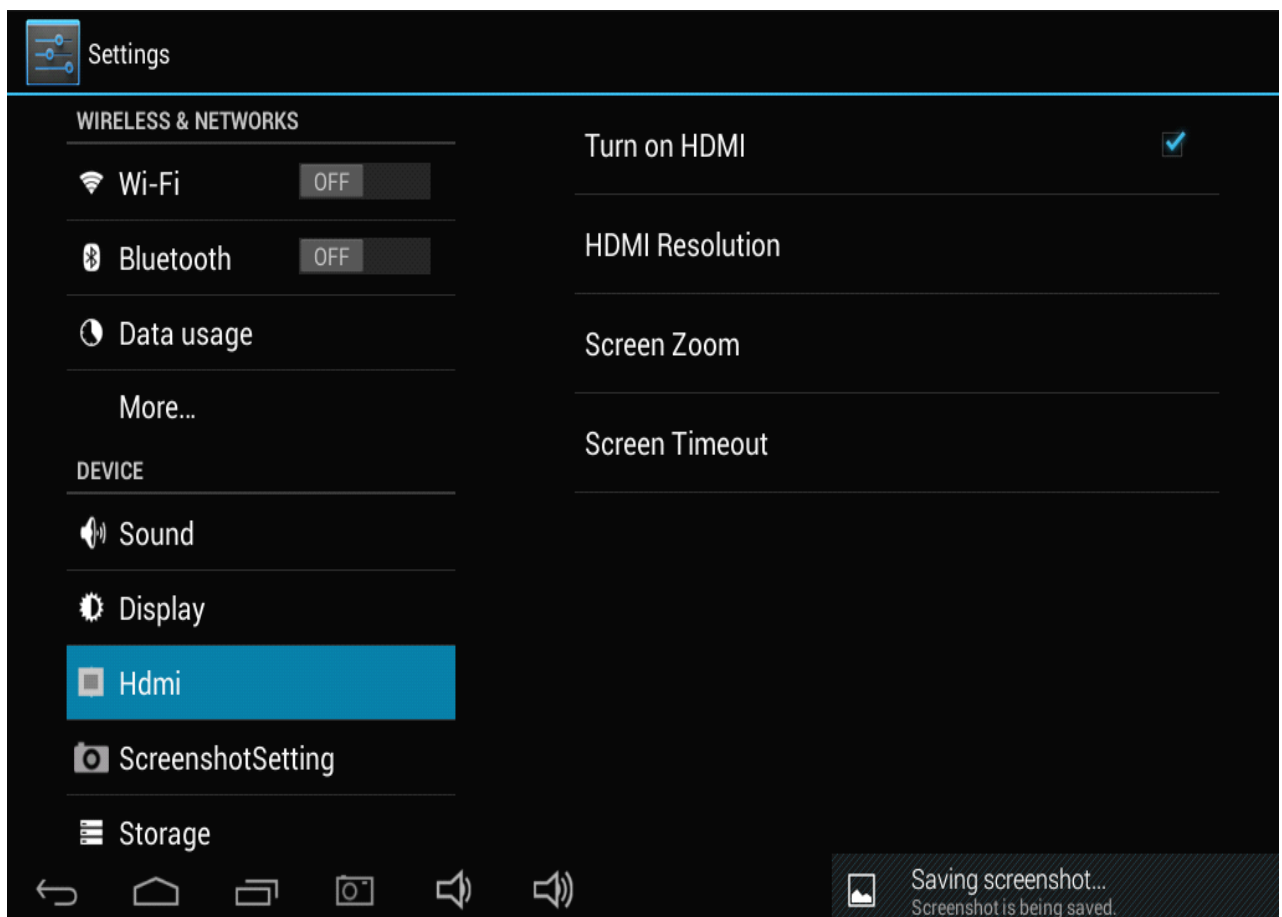 Settings
WIRELESS & NETWORKS
Wi-Fi
OFF
Bluetooth
OFF
Data usage
More...
DEVICE
Sound
Display
Hdmi
ScreenshotSetting
Storage
Turn on HDMI
HDMI Resolution
Screen Zoom
Screen Timeout
Saving screenshot...
Screenshot is being saved.